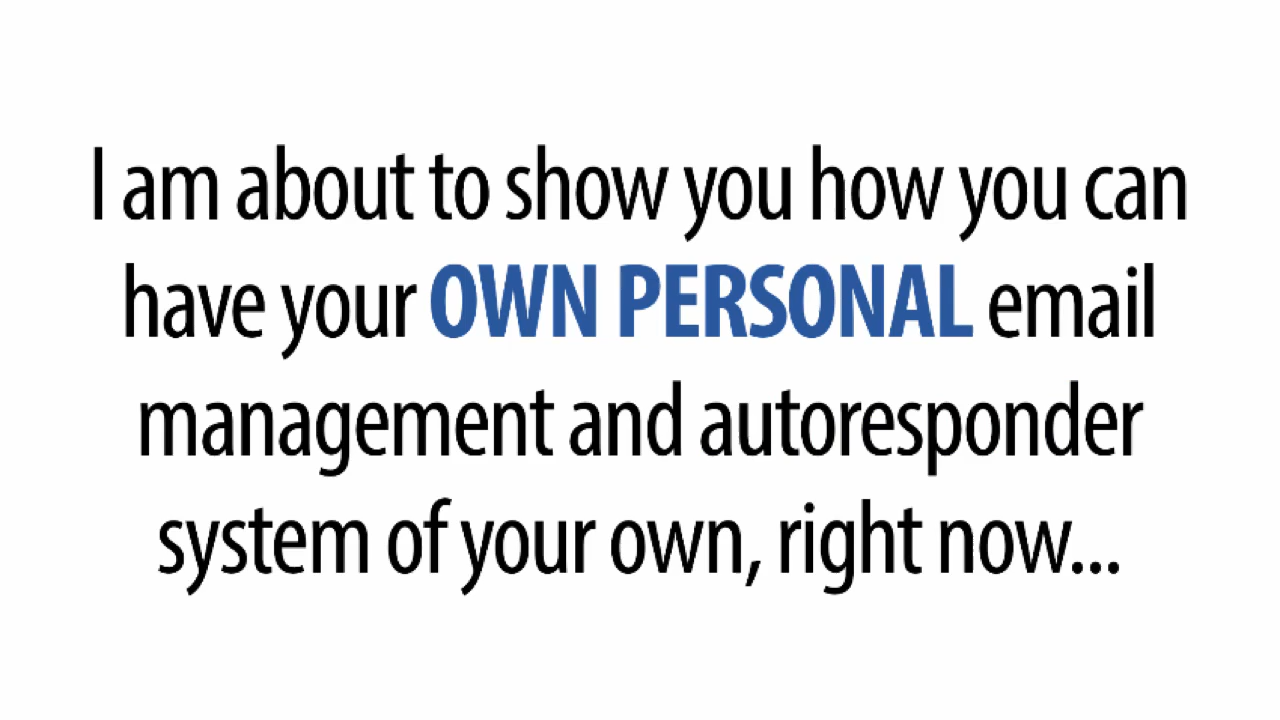 I am about to show you how you can
have your OWN PERSONAL email
management and autoresponder
system of your own, right now...